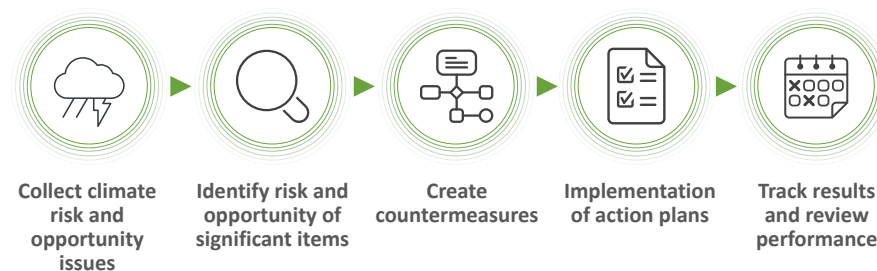 Collect climate
risk and
opportunity
issues
Identify risk and
opportunity of
significant items
Create
countermeasures
Implementation
of action plans
Track results
and review
performance